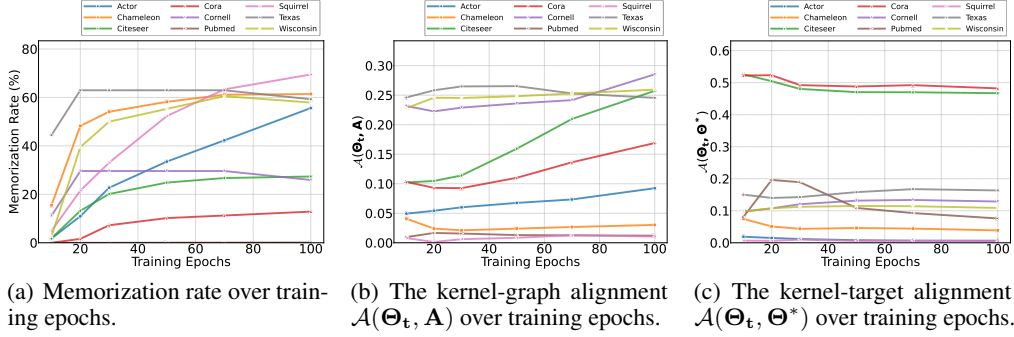 Actor
Cora
Squirrel
Chameleon
Cornell
Texas
Citeseer
Pubmed
Wisconsin
80
60
40
20
0
Memorization Rate (%)
20
40
60
80
100
Training Epochs
(a) Memorization rate over train-
ing epochs.
Actor
Cora
Squirrel
Chameleon
Cornell
Texas
Citeseer
Pubmed
Wisconsin
0.30
0.25
0.20
0.15
0.10
0.05
0.00
𝒜(Θt, A)
20
40
60
80
100
Training Epochs
(b) The kernel-graph alignment
𝒜(Θt, A) over training epochs.
Actor
Cora
Squirrel
Chameleon
Cornell
Texas
Citeseer
Pubmed
Wisconsin
0.6
0.5
0.4
0.3
0.2
0.1
0.0
𝒜(Θt, Θ*)
20
40
60
80
100
Training Epochs
(c) The kernel-target alignment
𝒜(Θt, Θ*) over training epochs.